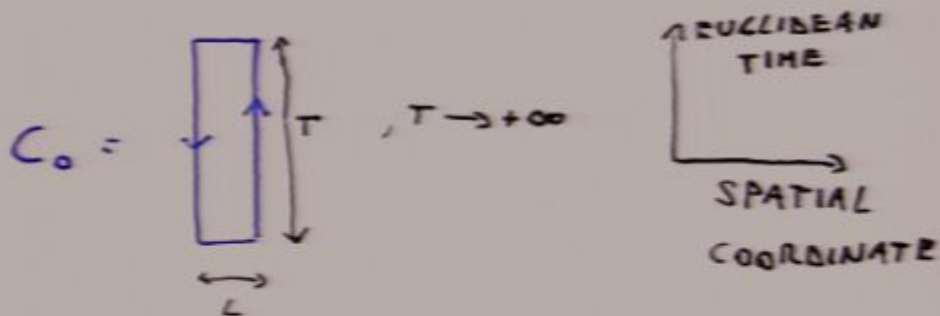 EUCLIDEAN
TIME
C₀ =
T
, T → +∞
SPATIAL
COORDINATE
L